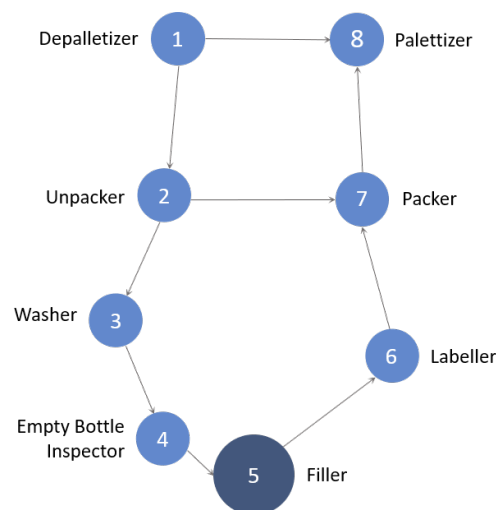 Depalletizer 1 8 Palettizer
Unpacker 2 7 Packer
Washer 3
6 Labeller
Empty Bottle
Inspector 4
5 Filler